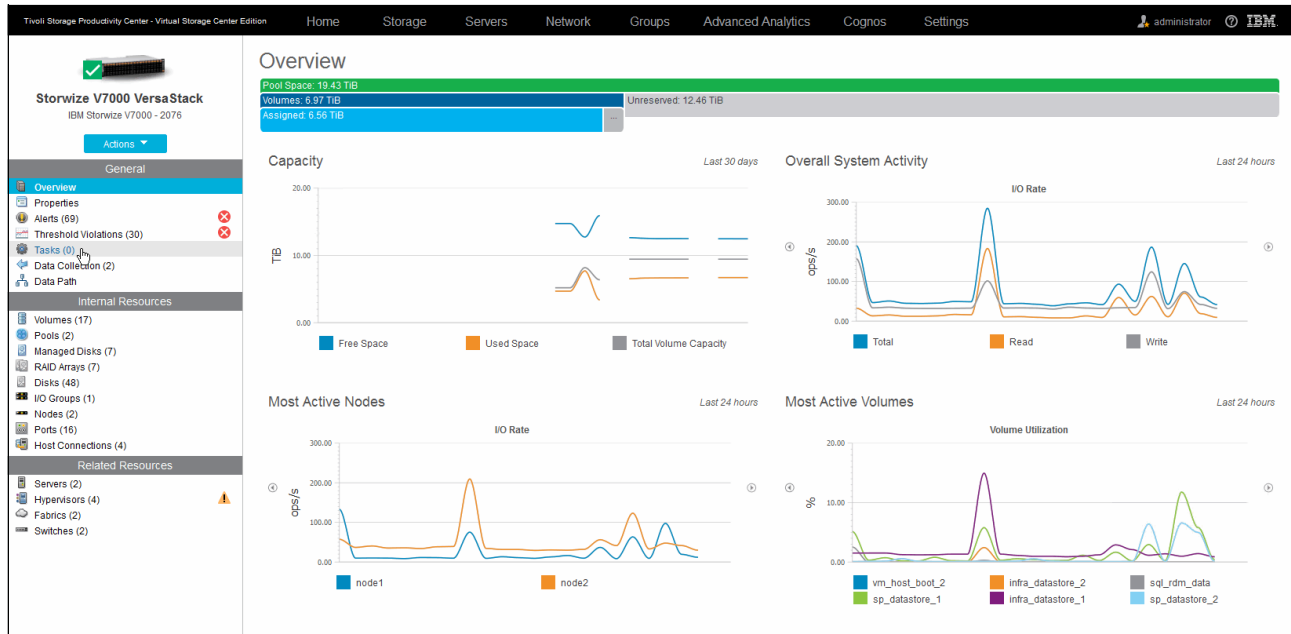 Tivoli Storage Productivity Center - Virtual Storage Center Edition
Home Storage Servers Network Groups Advanced Analytics Cognos Settings
administrator ? IBM.
Storwize V7000 VersaStack
IBM Storwize V7000 - 2076
Actions
General
Overview
Properties
Alerts (69)
Threshold Violations (30)
Tasks (0)
Data Collection (2)
Data Path
Internal Resources
Volumes (17)
Pools (2)
Managed Disks (7)
RAID Arrays (7)
Disks (48)
I/O Groups (1)
Nodes (2)
Ports (16)
Host Connections (4)
Related Resources
Servers (2)
Hypervisors (4)
Fabrics (2)
Switches (2)
Overview
Pool Space: 19.43 TiB
Volumes: 6.97 TiB Unreserved: 12.46 TiB
Assigned: 6.56 TiB ...
Capacity Last 30 days
20.00
10.00
0.00
TiB
Free Space Used Space Total Volume Capacity
Overall System Activity Last 24 hours
I/O Rate
300.00
200.00
100.00
0.00
ops/s
Total Read Write
Most Active Nodes Last 24 hours
I/O Rate
300.00
200.00
100.00
0.00
ops/s
node1 node2
Most Active Volumes Last 24 hours
Volume Utilization
20.00
10.00
0.00
%
vm_host_boot_2 infra_datastore_2 sql_rdm_data
sp_datastore_1 infra_datastore_1 sp_datastore_2